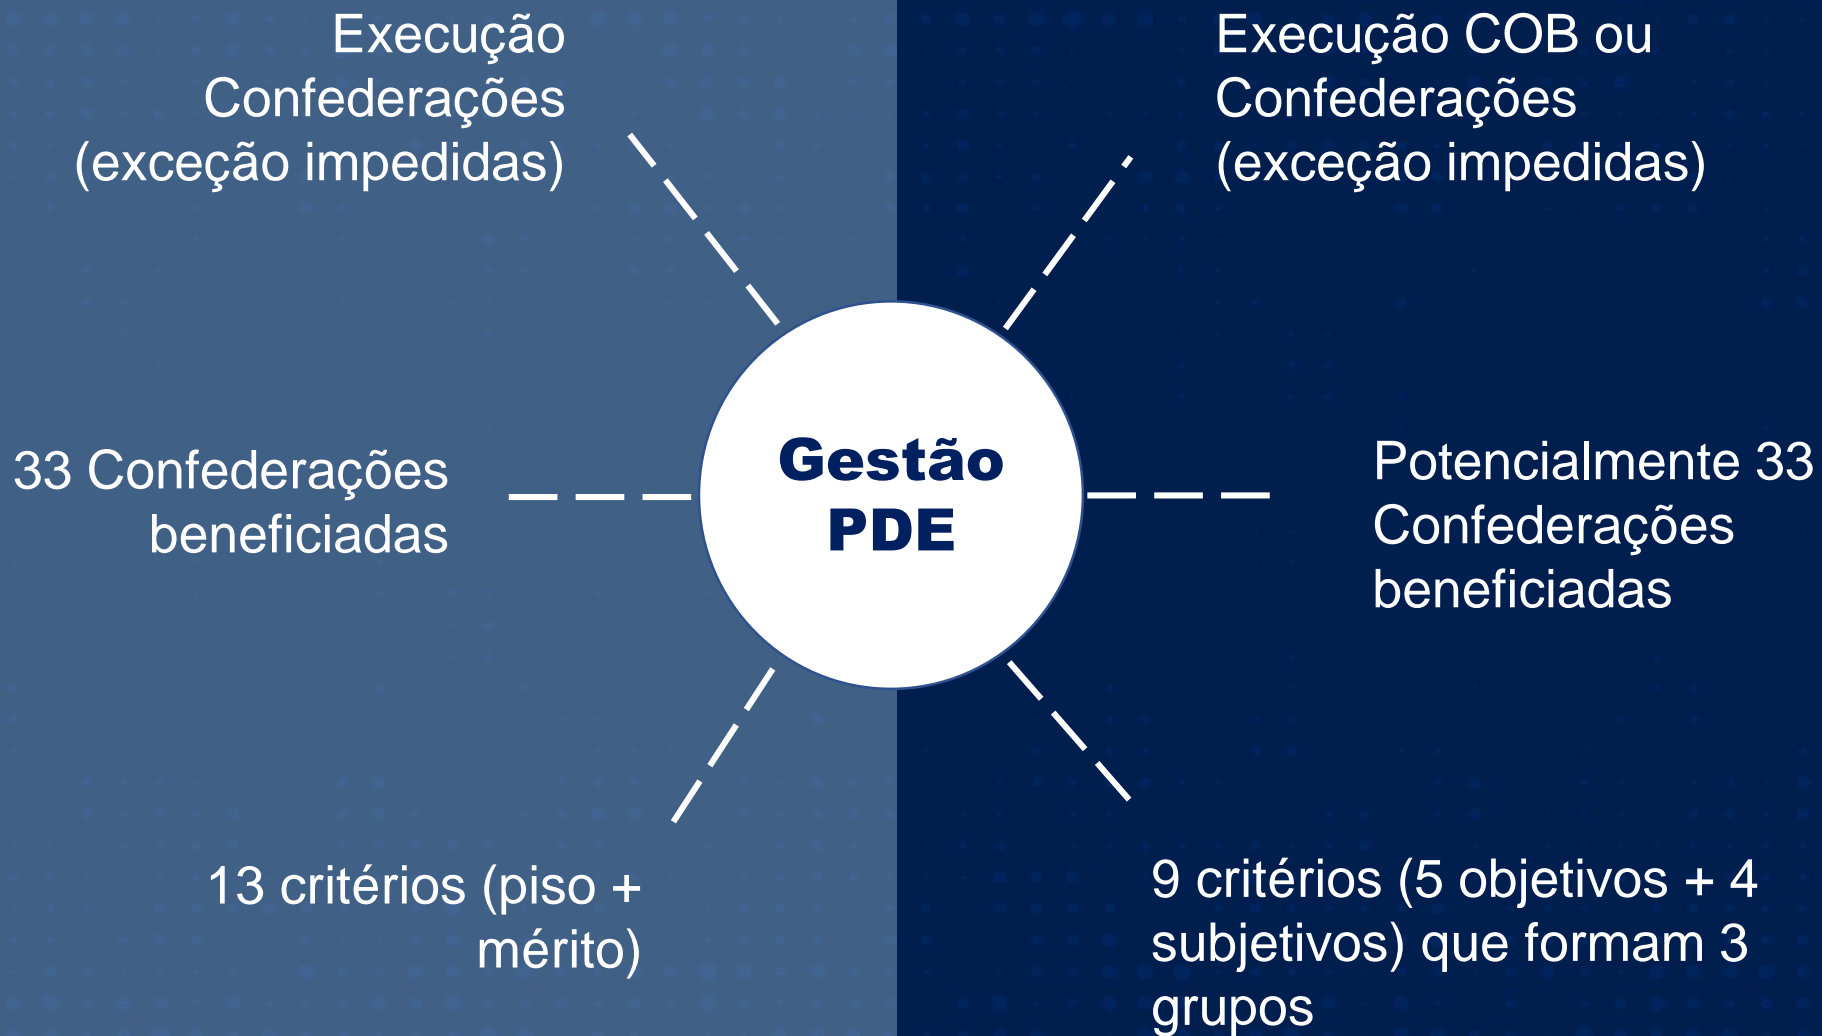 Execução
Confederações
(exceção impedidas)
33 Confederações
beneficiadas
13 critérios (piso +
mérito)
Gestão
PDE
Execução COB ou
Confederações
(exceção impedidas)
Potencialmente 33
Confederações
beneficiadas
9 critérios (5 objetivos + 4
subjetivos) que formam 3
grupos